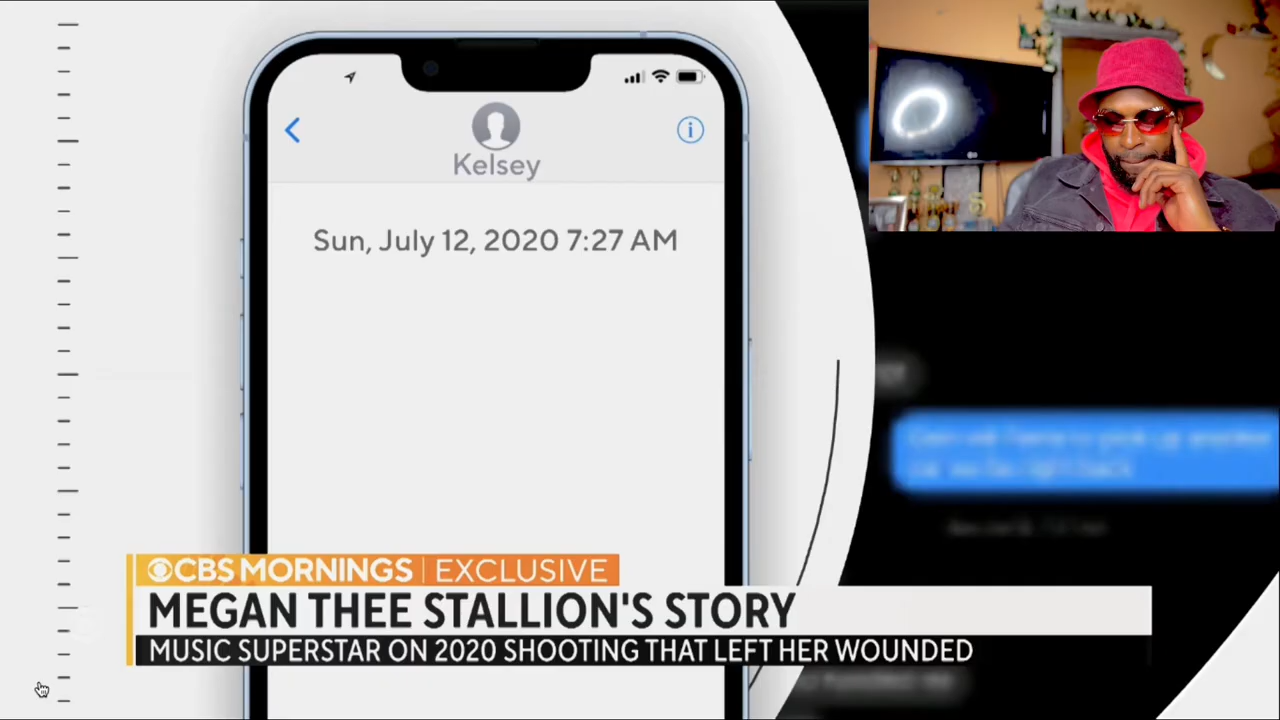 Kelsey
Sun, July 12, 2020 7:27 AM
CBS MORNINGS | EXCLUSIVE
MEGAN THEE STALLION'S STORY
MUSIC SUPERSTAR ON 2020 SHOOTING THAT LEFT HER WOUNDED